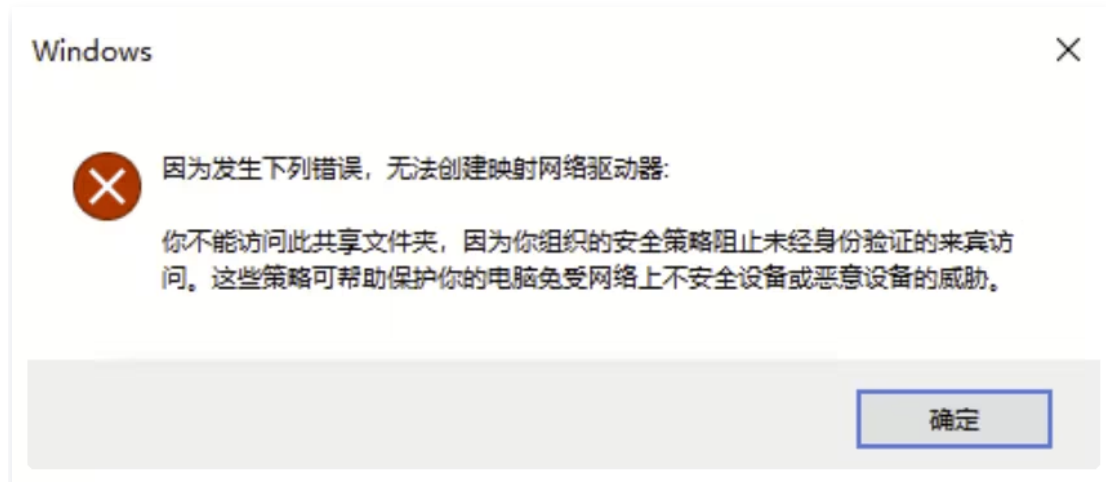 Windows
因为发生下列错误，无法创建映射网络驱动器:
你不能访问此共享文件夹，因为你组织的安全策略阻止未经身份验证的来宾访
问。这些策略可帮助保护你的电脑免受网络上不安全设备或恶意设备的威胁。
确定